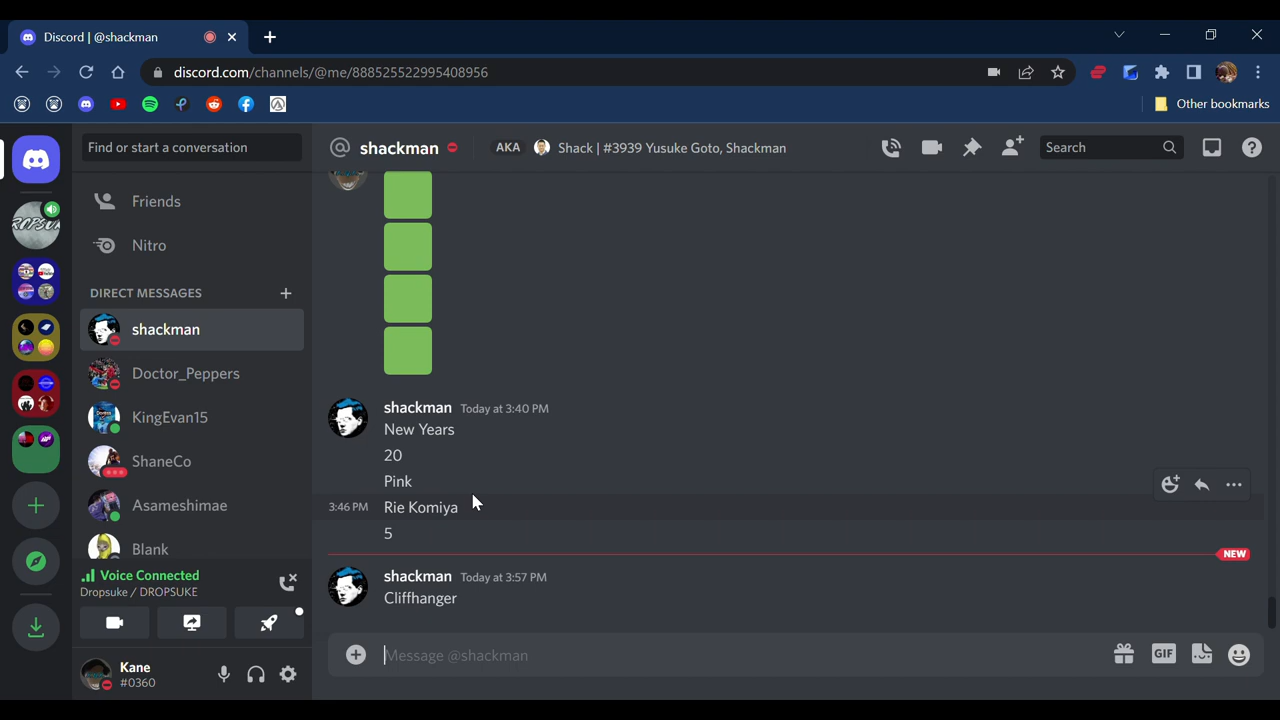 Discord | @shackman
discord.com/channels/@me/888525522995408956
Other bookmarks
Find or start a conversation
shackman
AKA
Shack | #3939 Yusuke Goto, Shackman
Search
Friends
Nitro
DIRECT MESSAGES
shackman
Doctor_Peppers
KingEvan15
ShaneCo
Asameshimae
Blank
Voice Connected
Dropsuke / DROPSUKE
Kane
#0360
shackman Today at 3:40 PM
New Years
20
Pink
3:46 PM Rie Komiya
5
NEW
shackman Today at 3:57 PM
Cliffhanger
Message @shackman
GIF